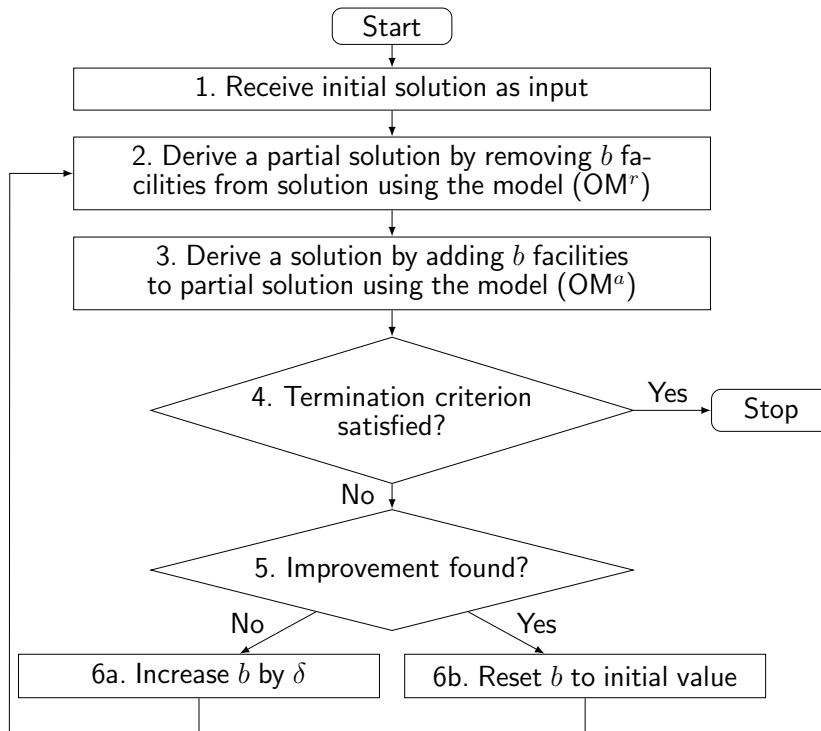 Start
1. Receive initial solution as input
2. Derive a partial solution by removing b fa-
cilities from solution using the model (OMʳ)
3. Derive a solution by adding b facilities
to partial solution using the model (OMᵃ)
4. Termination criterion
satisfied?
Yes
Stop
No
5. Improvement found?
No
Yes
6a. Increase b by δ
6b. Reset b to initial value